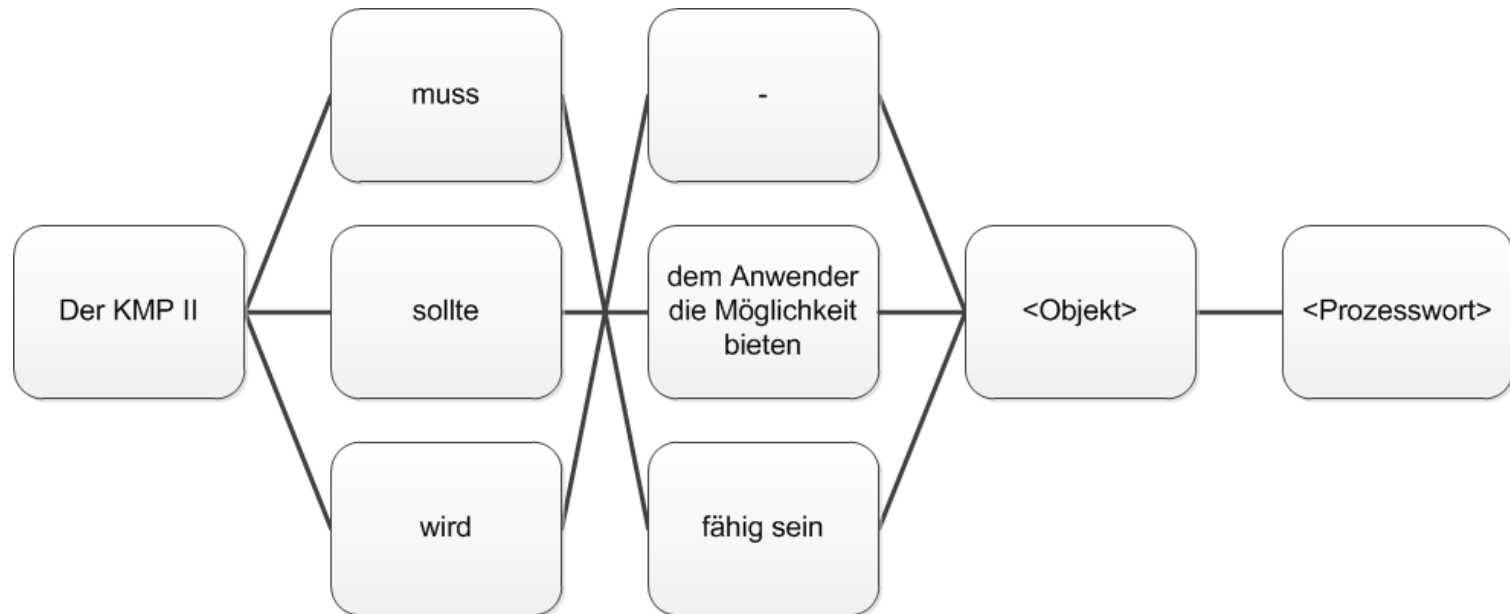 Der KMP II
muss
sollte
wird
-
dem Anwender
die Möglichkeit
bieten
fähig sein
<Objekt>
<Prozesswort>